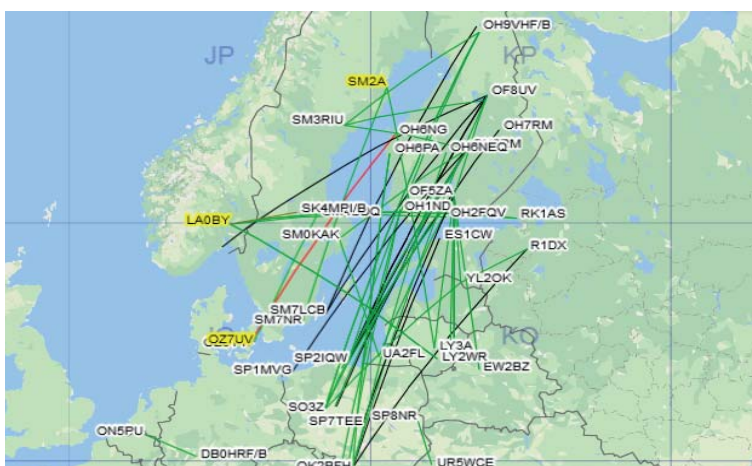 OH9VHF/B
JP
KP
SM2A
OF8UV
SM3RIU
OH6NG
OH7RM
OH6PA
OH6NEQ
OF5ZA
LA0BY
SK4MPI/B
OH1ND
OH2FQV
RK1AS
SM0KAK
ES1CW
R1DX
YL2OK
SM7LCB
SM7NR
OZ7UV
KO
SP1MVG
SP2IQW
UA2FL
LY3A
LY2WR
EW2BZ
SO3Z
SP7TEE
SP8NR
ON5PU
DB0HRF/B
UR5WCE